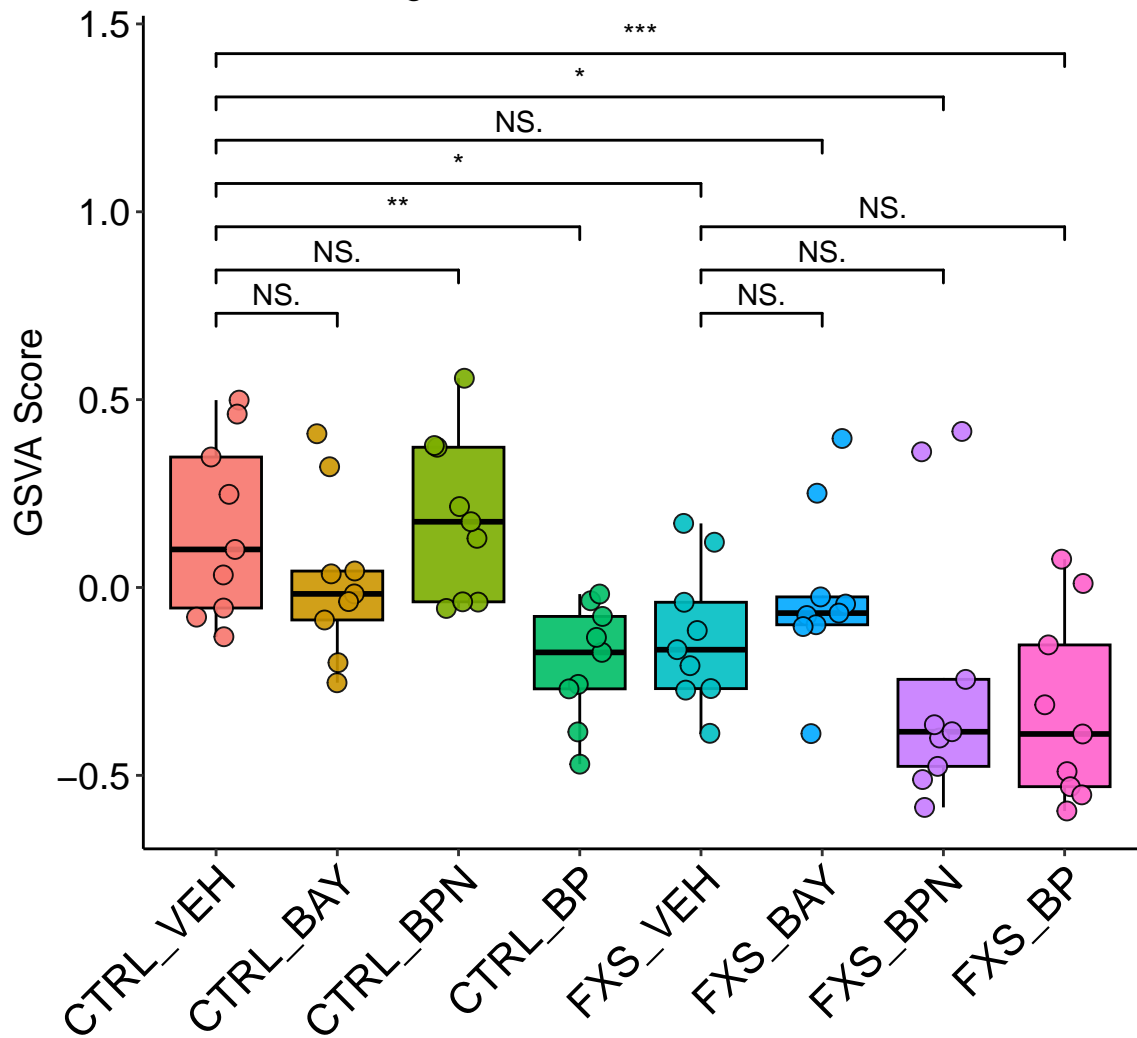 1.5
***
*
NS.
*
1.0
**
NS.
NS.
NS.
NS.
NS.
GSVA Score
0.5
0.0
−0.5
CTRL_VEH
CTRL_BAY
CTRL_BPN
CTRL_BP
FXS_VEH
FXS_BAY
FXS_BPN
FXS_BP